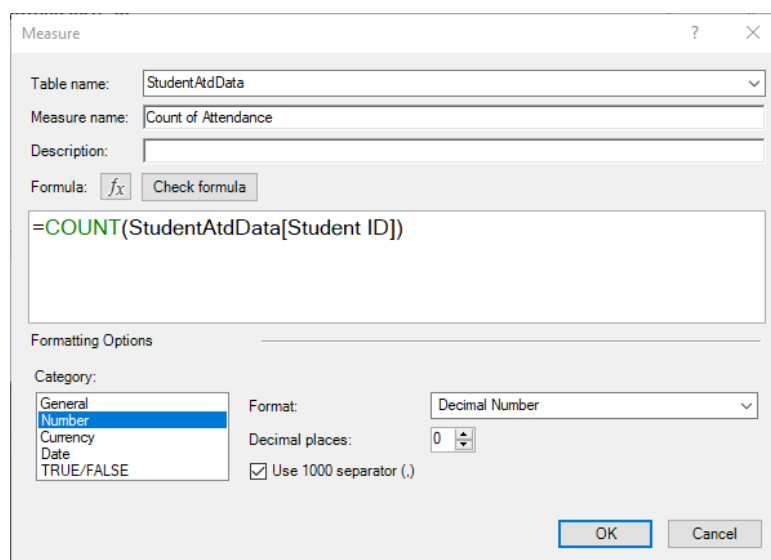 Measure ?
Table name: StudentAtdData
Measure name: Count of Attendance
Description:
Formula: fx Check formula
=COUNT(StudentAtdData[Student ID])
Formatting Options
Category:
General
Number
Currency
Date
TRUE/FALSE
Format: Decimal Number
Decimal places: 0
Use 1000 separator (,)
OK Cancel